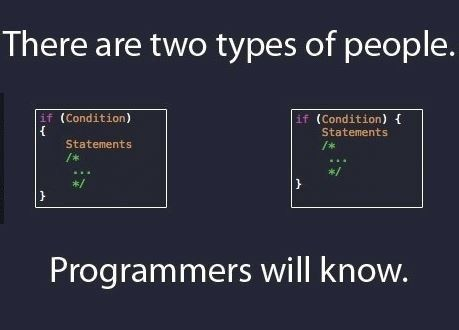 There are two types of people.
if (Condition)
{
Statements
/*
...
*/
}
if (Condition) {
Statements
/*
...
*/
}
Programmers will know.